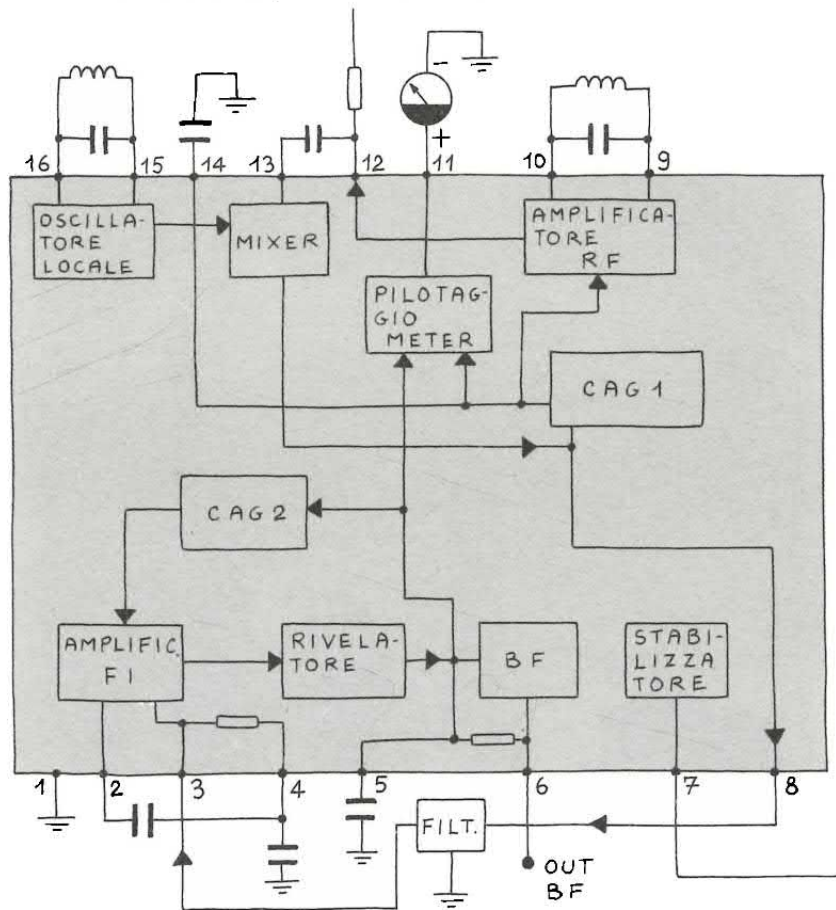 -
+
16
15
14
13
12
11
10
9
OSCILLA-
TORE
LOCALE
MIXER
AMPLIFICA-
TORE
RF
PILOTAG-
GIO
METER
CAG 1
CAG 2
AMPLIFIC.
FI
RIVELA-
TORE
BF
STABI-
LIZZA
TORE
1
2
3
4
5
6
7
8
FILT.
OUT
BF